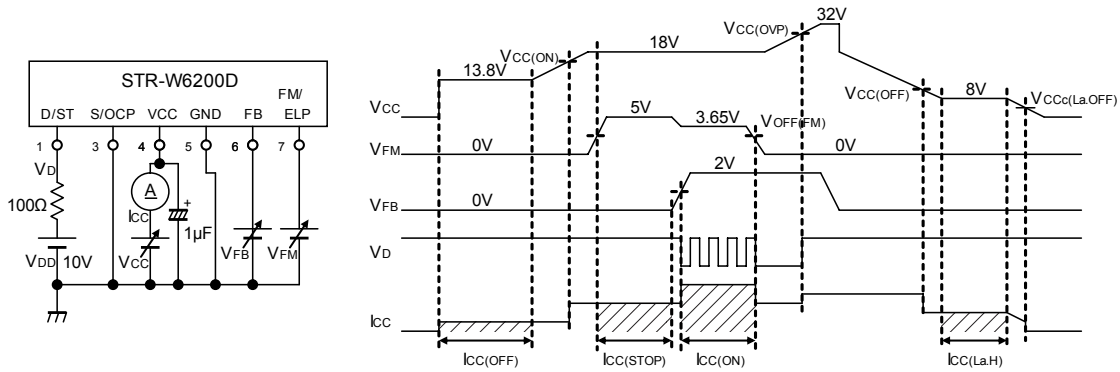 STR-W6200D
FM/
D/ST S/OCP VCC GND FB ELP
1 3 4 5 6 7
VD
100Ω
A
ICC
+
1μF
VDD 10V
VCC
VFB
VFM
VCC(ON)
VCC(OVP)
32V
18V
13.8V
VCC(OFF)
8V
VCCc(La.OFF)
VCC
5V
3.65V
VOFF(FM)
VFM
0V
0V
2V
VFB
0V
VD
ICC
ICC(OFF) ICC(STOP) ICC(ON) ICC(La.H)